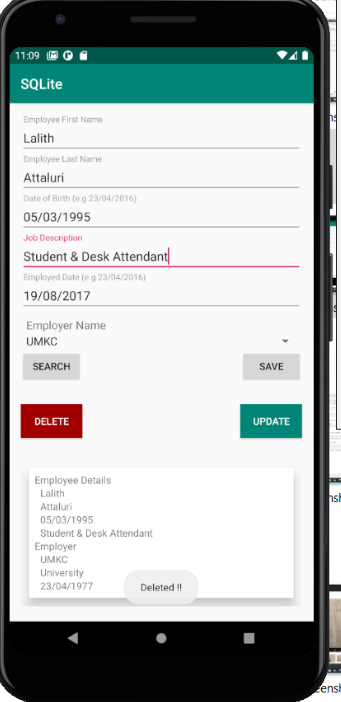 11:09
SQLite
Employee First Name
Lalith
Employee Last Name
Attaluri
Date of Birth (e.g 23/04/2016)
05/03/1995
Job Description
Student & Desk Attendant
Employed Date (e.g 23/04/2016)
19/08/2017
Employer Name
UMKC
SEARCH
SAVE
DELETE
UPDATE
Employee Details
Lalith
Attaluri
05/03/1995
Student & Desk Attendant
Employer
UMKC
University
23/04/1977
Deleted !!